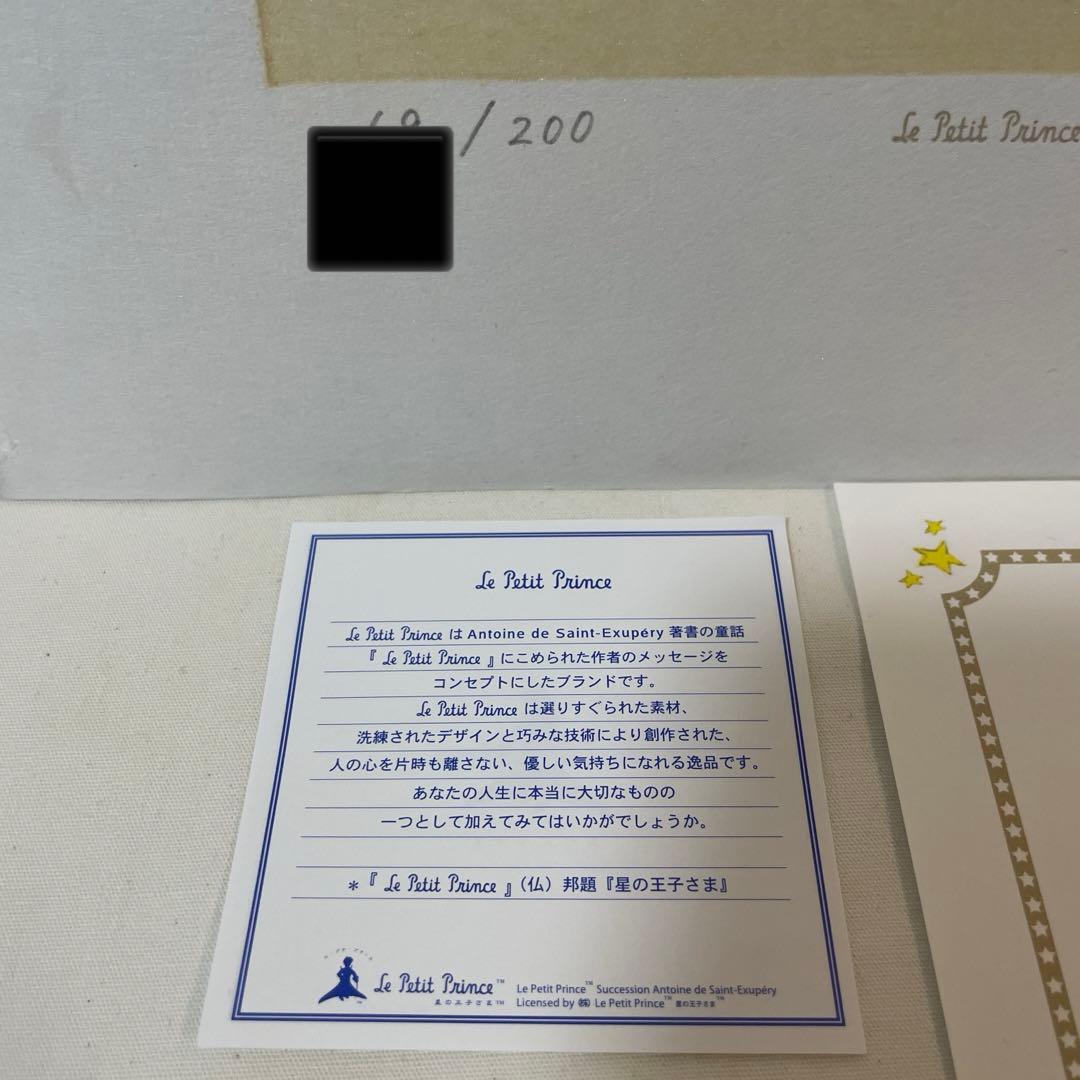 / 200
Le Petit Prince
Le Petit Prince
Le Petit Prince は Antoine de Saint-Exupéry 著書の童話
『 Le Petit Prince 』にこめられた作者のメッセージを
コンセプトにしたブランドです。
Le Petit Prince は選りすぐられた素材、
洗練されたデザインと巧みな技術により創作された、
人の心を片時も離さない、優しい気持ちになれる逸品です。
あなたの人生に本当に大切なものの
一つとして加えてみてはいかがでしょうか。
＊『 Le Petit Prince 』（仏）邦題『星の王子さま』
Le Petit Prince™
星の王子さま™
Le Petit Prince™ Succession Antoine de Saint-Exupéry
Licensed by ㈱ Le Petit Prince™ 星の王子さま™